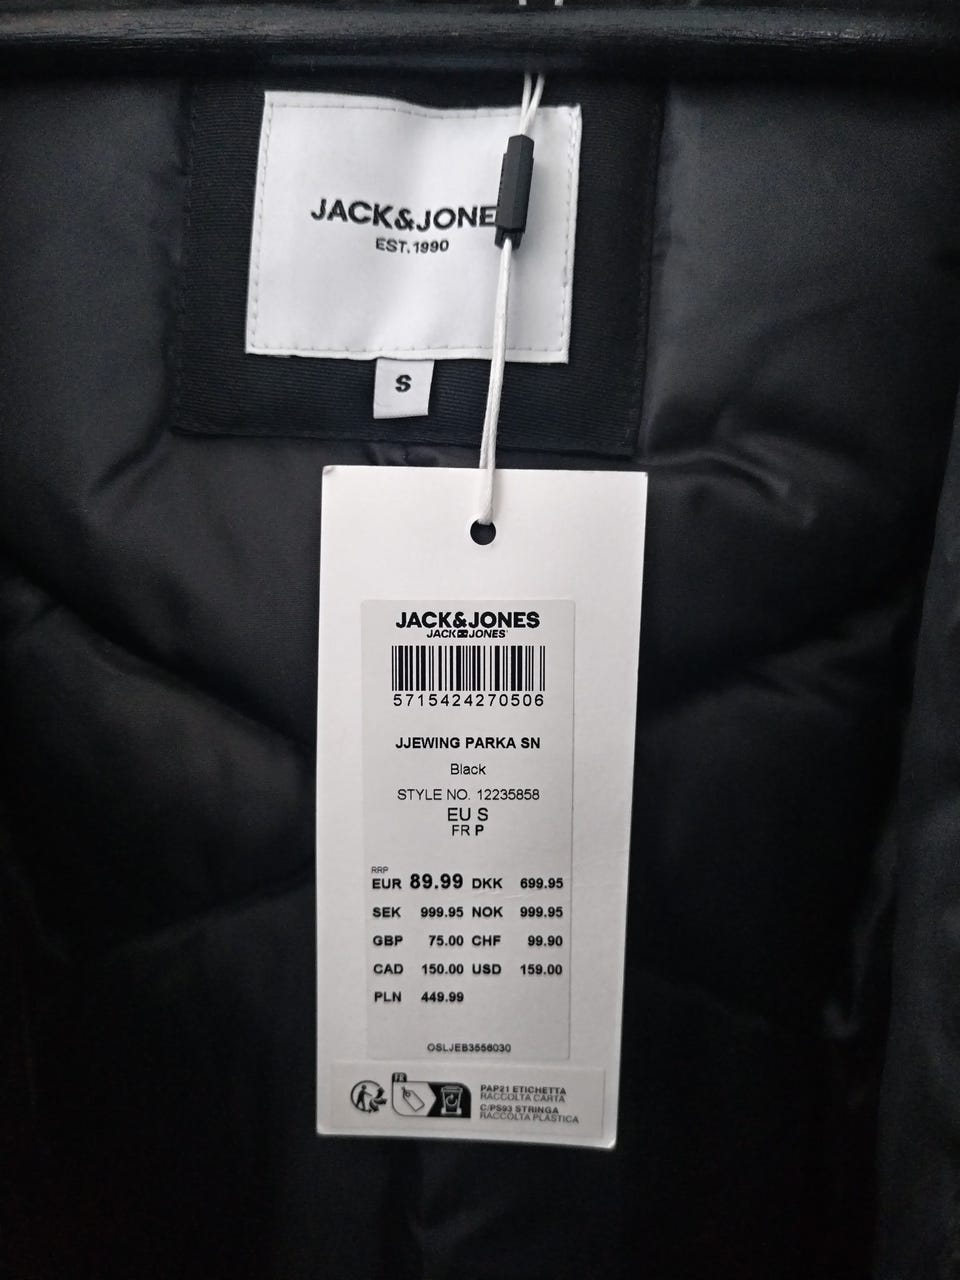 JACK&JONE
EST.1990
S
JACK&JONES
JACK JONES
5715424270506
JJEWING PARKA SN
Black
STYLE NO. 12235858
EU S
FR P
RRP
EUR 89.99 DKK 699.95
SEK 999.95 NOK 999.95
GBP 75.00 CHF 99.90
CAD 150.00 USD 159.00
PLN 449.99
OSLJEB3556030
FR
PAP21 ETICHETTA
RACCOLTA CARTA
C/PS93 STRINGA
RACCOLTA PLASTICA